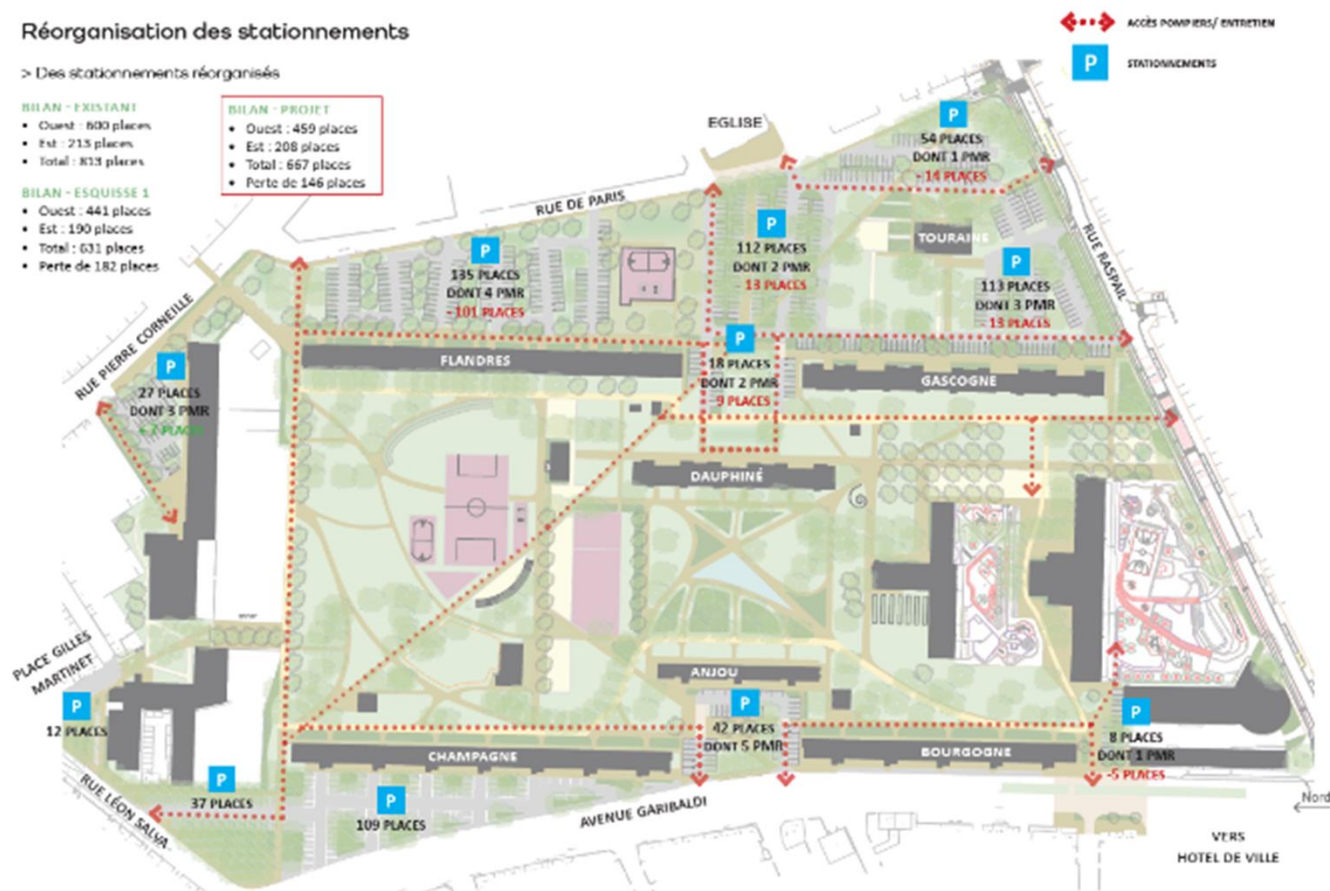 Réorganisation des stationnements
> Des stationnements réorganisés
BILAN - EXISTANT
• Ouest : 600 places
• Est : 213 places
• Total : 813 places
BILAN - ESQUISSE 1
• Ouest : 441 places
• Est : 190 places
• Total : 631 places
• Perte de 182 places
BILAN - PROJET
• Ouest : 459 places
• Est : 208 places
• Total : 667 places
• Perte de 146 places
ACCÈS POMPIERS/ ENTRETIEN
P
STATIONNEMENTS
EGLISE
RUE DE PARIS
RUE RASPAIL
RUE PIERRE CORNEILLE
P
54 PLACES
DONT 1 PMR
- 14 PLACES
P
112 PLACES
DONT 2 PMR
- 13 PLACES
TOURAINE
P
113 PLACES
DONT 3 PMR
- 13 PLACES
P
135 PLACES
DONT 4 PMR
- 101 PLACES
P
18 PLACES
DONT 2 PMR
- 9 PLACES
FLANDRES
GASCOGNE
P
27 PLACES
DONT 3 PMR
+ 7 PLACES
DAUPHINÉ
PLACE GILLES
MARTINET
P
12 PLACES
ANJOU
P
42 PLACES
DONT 5 PMR
P
8 PLACES
DONT 1 PMR
-5 PLACES
CHAMPAGNE
BOURGOGNE
P
37 PLACES
P
109 PLACES
RUE LÉON SALVA
AVENUE GARIBALDI
Nord
VERS
HOTEL DE VILLE